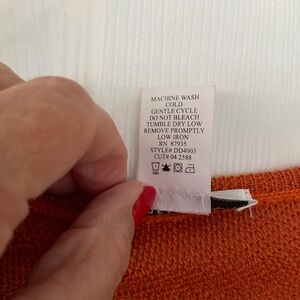 MACHINE WASH
COLD
GENTLE CYCLE
DO NOT BLEACH
TUMBLE DRY LOW
REMOVE PROMPTLY
LOW IRON
RN 87935
STYLE# DD4003
CUT# 04 2588